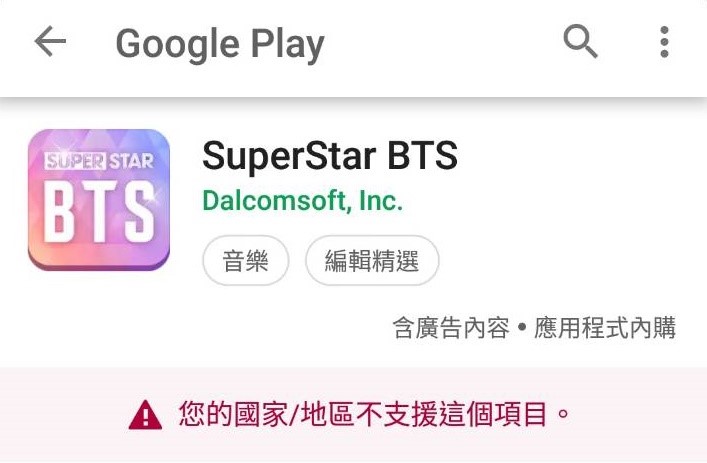 Google Play
SUPER STAR
BTS
SuperStar BTS
Dalcomsoft, Inc.
音樂
編輯精選
含廣告內容 • 應用程式內購
您的國家/地區不支援這個項目。